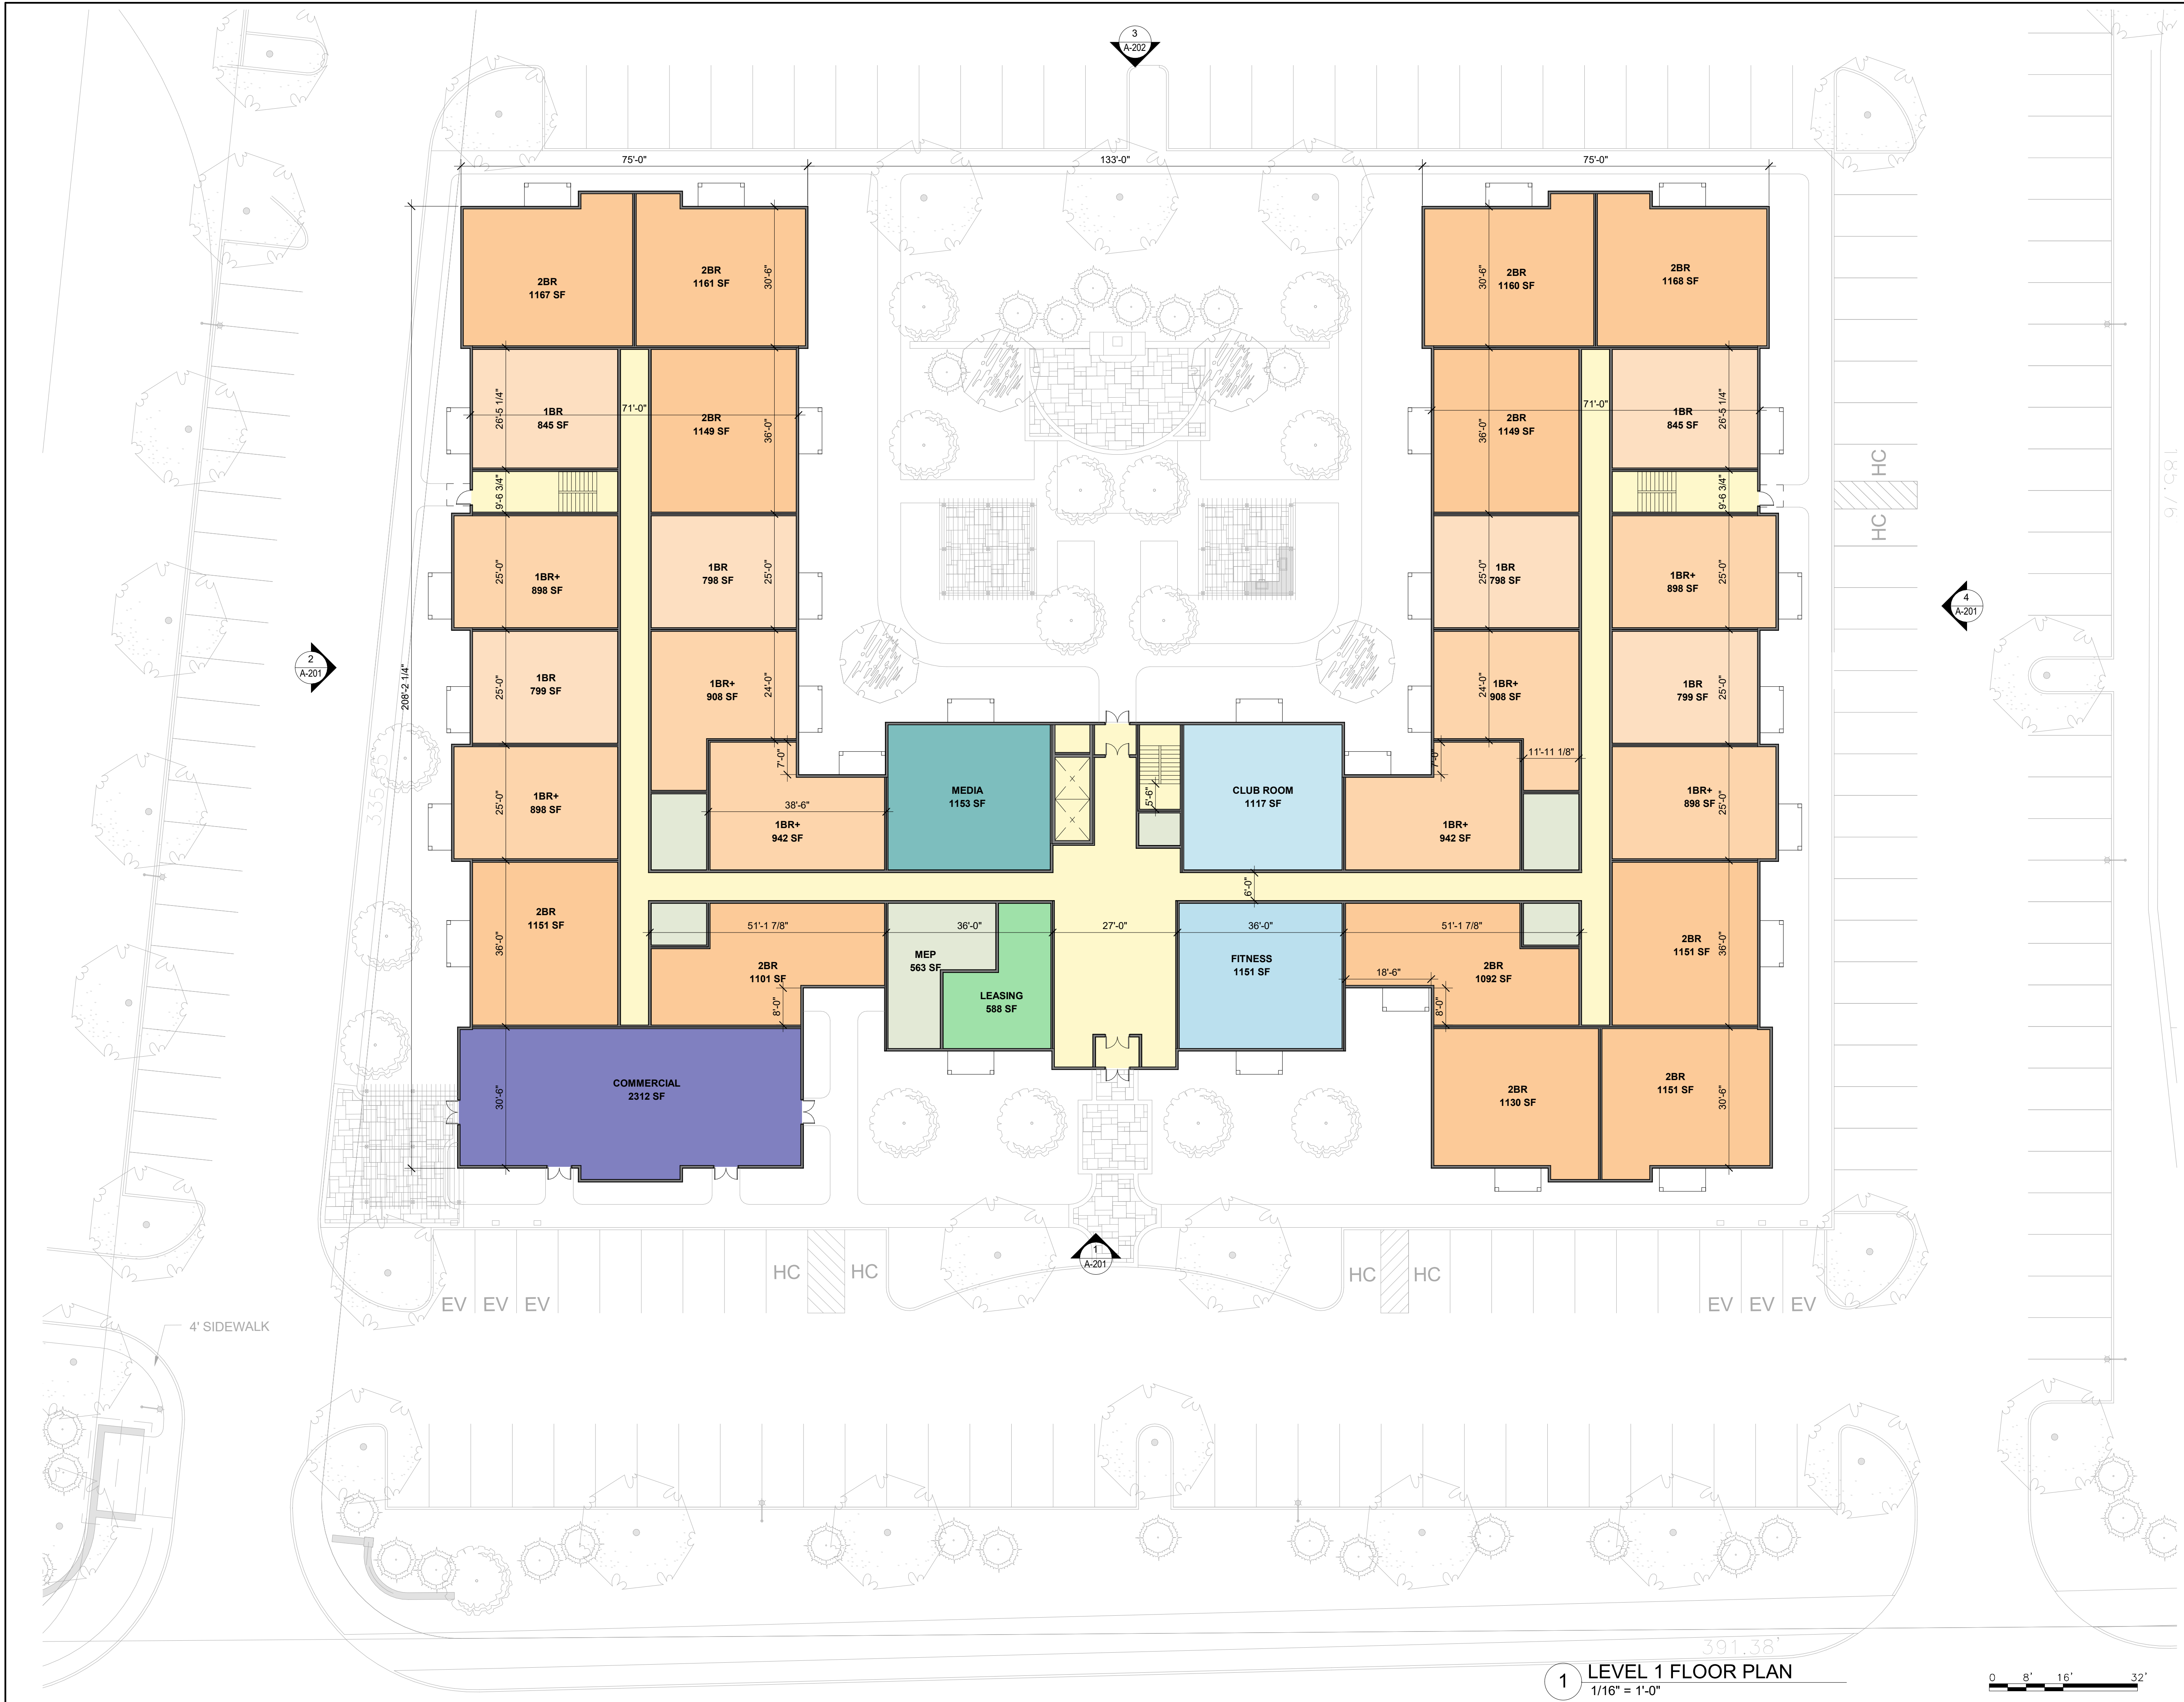 3
A-202
75'-0"
133'-0"
75'-0"
2BR
1167 SF
2BR
1161 SF
30'-6"
30'-6"
2BR
1160 SF
2BR
1168 SF
26'-5 1/4"
1BR
845 SF
71'-0"
2BR
1149 SF
36'-0"
36'-0"
2BR
1149 SF
71'-0"
1BR
845 SF
26'-5 1/4"
HC
HC
9'-6 3/4"
9'-6 3/4"
25'-0"
1BR+
898 SF
1BR
798 SF
25'-0"
25'-0"
1BR
798 SF
1BR+
898 SF
25'-0"
4
A-201
2
A-201
208'-2 1/4"
25'-0"
1BR
799 SF
1BR+
908 SF
24'-0"
24'-0"
1BR+
908 SF
1BR
799 SF
25'-0"
7'-0"
7'-0"
11'-11 1/8"
25'-0"
1BR+
898 SF
38'-6"
1BR+
942 SF
MEDIA
1153 SF
5'-6"
CLUB ROOM
1117 SF
1BR+
942 SF
1BR+
898 SF
25'-0"
6'-0"
36'-0"
2BR
1151 SF
51'-1 7/8"
36'-0"
27'-0"
36'-0"
51'-1 7/8"
2BR
1101 SF
8'-0"
MEP
563 SF
LEASING
588 SF
FITNESS
1151 SF
18'-6"
2BR
1092 SF
8'-0"
2BR
1151 SF
36'-0"
30'-6"
COMMERCIAL
2312 SF
2BR
1130 SF
2BR
1151 SF
30'-6"
1
A-201
HC
HC
HC
HC
EV
EV
EV
EV
EV
EV
4' SIDEWALK
391.38'
1
LEVEL 1 FLOOR PLAN
1/16" = 1'-0"
0
8'
16'
32'